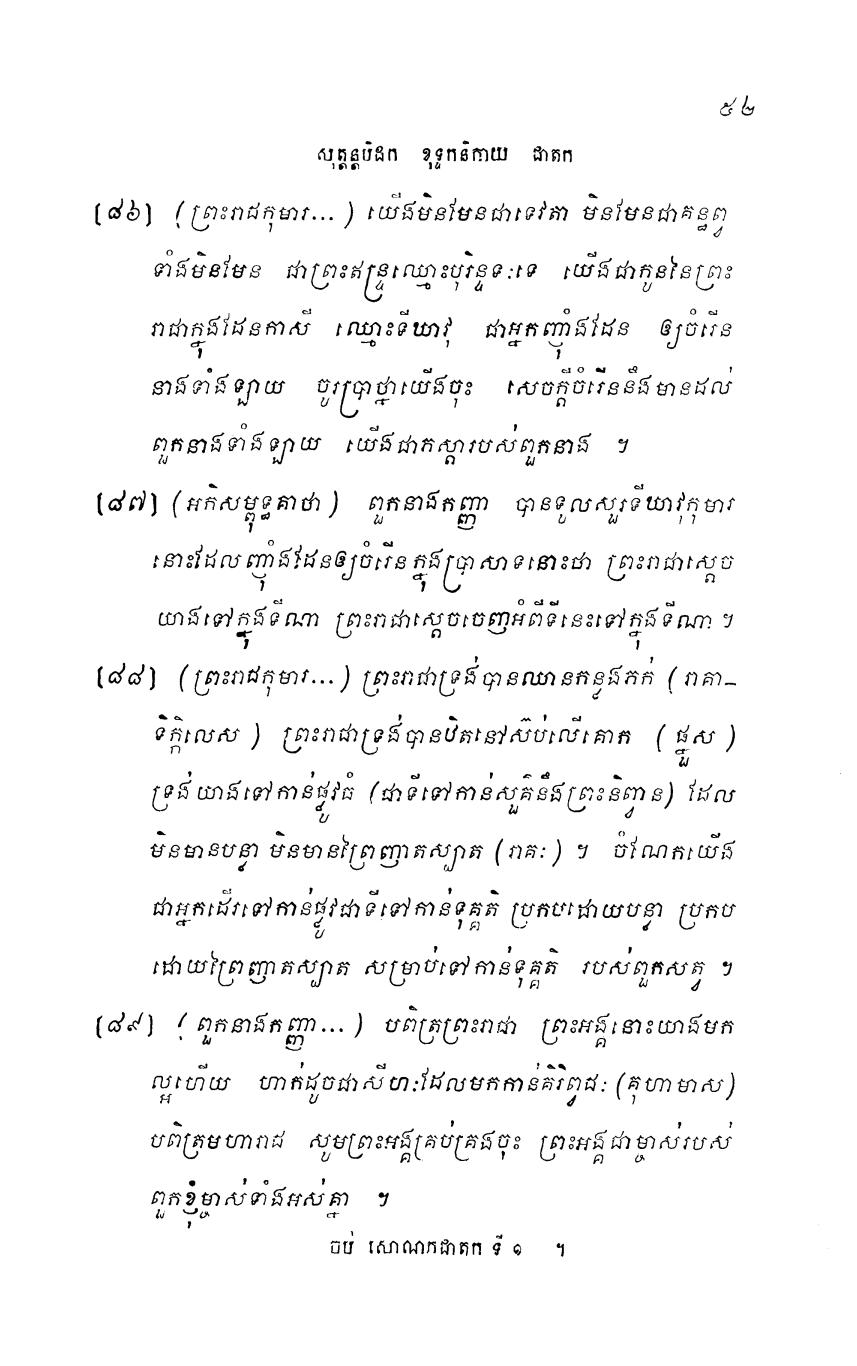 ៥២
សុត្តន្តបិដក ខុទ្ទកនិកាយ ជាតក
[៨៦] (ព្រះរាជកុមារ...) យើងមិនមែនជាទេវតា មិនមែនជាគន្ធព្វ
ទាំងមិនមែន ជាព្រះឥន្ទ្រឈ្មោះបុរិន្ទទៈទេ យើងជាកូននៃព្រះ
រាជាក្នុងដែនកាសី ឈ្មោះទីឃាវុ ជាអ្នកញ៉ាំងដែន ឲ្យចំរើន
នាងទាំងឡាយ ចូរប្រាថ្នាយើងចុះ សេចក្តីចំរើននឹងមានដល់
ពួកនាងទាំងឡាយ យើងជាភស្តារបស់ពួកនាង ។
[៨៧] (អភិសម្ពុទ្ធគាថា) ពួកនាងកញ្ញា បានទូលសួរទីឃាវុកុមារ
នោះដែលញ៉ាំងដែនឲ្យចំរើនក្នុងប្រាសាទនោះថា ព្រះរាជាស្តេច
យាងទៅក្នុងទីណា ព្រះរាជាស្តេចចេញអំពីទីនេះទៅក្នុងទីណា ។
[៨៨] (ព្រះរាជកុមារ...) ព្រះរាជាទ្រង់បានឈានកន្លងភក់ (រាគា-
ទិក្កិលេស) ព្រះរាជាទ្រង់បានឋិតនៅស៊ប់លើគោក (ផ្នួស)
ទ្រង់យាងទៅកាន់ផ្លូវធំ (ជាទីទៅកាន់សួគ៌នឹងព្រះនិព្វាន) ដែល
មិនមានបន្លា មិនមានព្រៃញាតស្បាត (រាគៈ) ។ ចំណែកយើង
ជាអ្នកដើរទៅកាន់ផ្លូវជាទីទៅកាន់ទុគ្គតិ ប្រកបដោយបន្លា ប្រកប
ដោយព្រៃញាតស្បាត សម្រាប់ទៅកាន់ទុគ្គតិ របស់ពួកសត្វ ។
[៨៩] (ពួកនាងកញ្ញា...) បពិត្រព្រះរាជា ព្រះអង្គនោះយាងមក
ល្អហើយ ហាក់ដូចជាសីហៈដែលមកកាន់គិរិព្វជៈ (គុហាមាស)
បពិត្រមហារាជ សូមព្រះអង្គគ្រប់គ្រងចុះ ព្រះអង្គជាម្ចាស់របស់
ពួកខ្ញុំម្ចាស់ទាំងអស់គ្នា ។
ចប់ សោណកជាតក ទី ១ ។